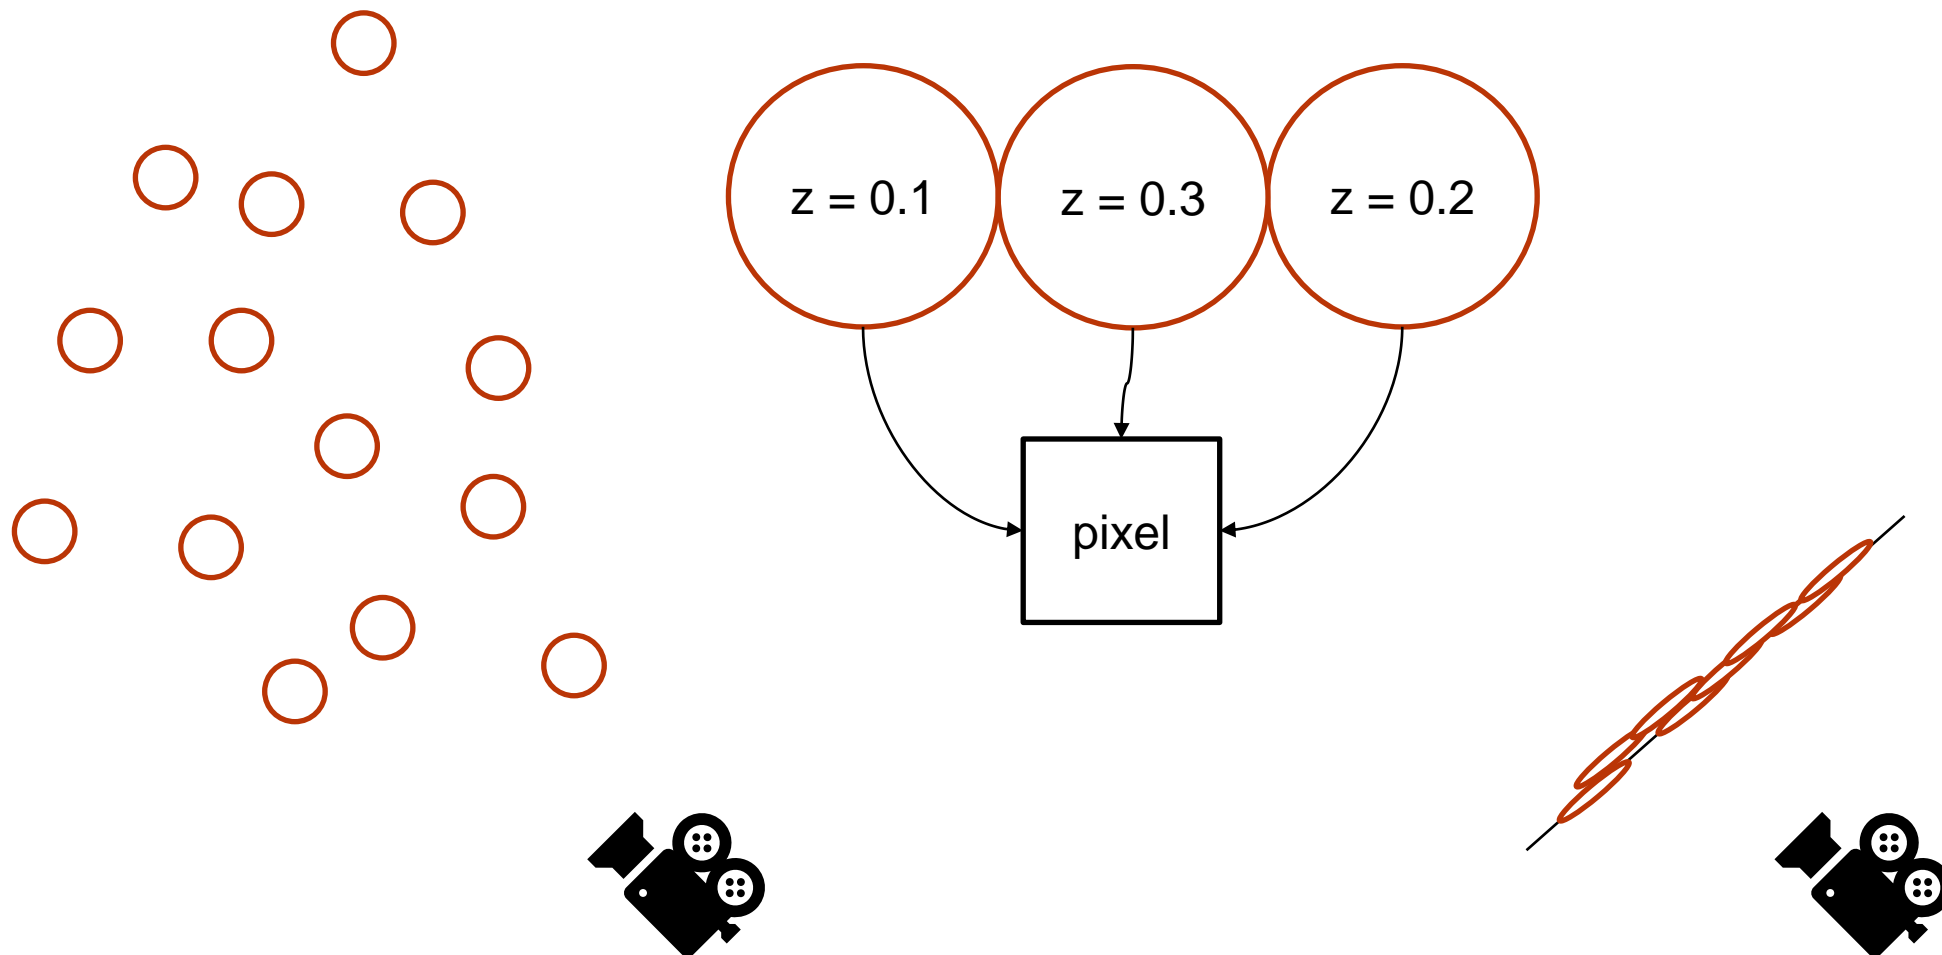 z = 0.1
z = 0.3
z = 0.2
pixel